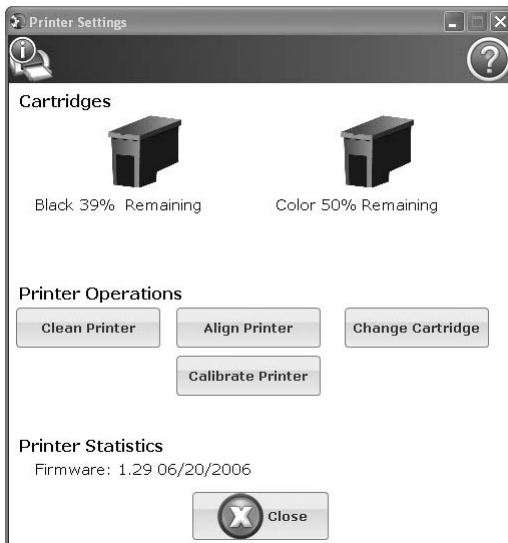 Printer Settings
Cartridges
Black 39% Remaining
Color 50% Remaining
Printer Operations
Clean Printer
Align Printer
Change Cartridge
Calibrate Printer
Printer Statistics
Firmware: 1.29 06/20/2006
Close